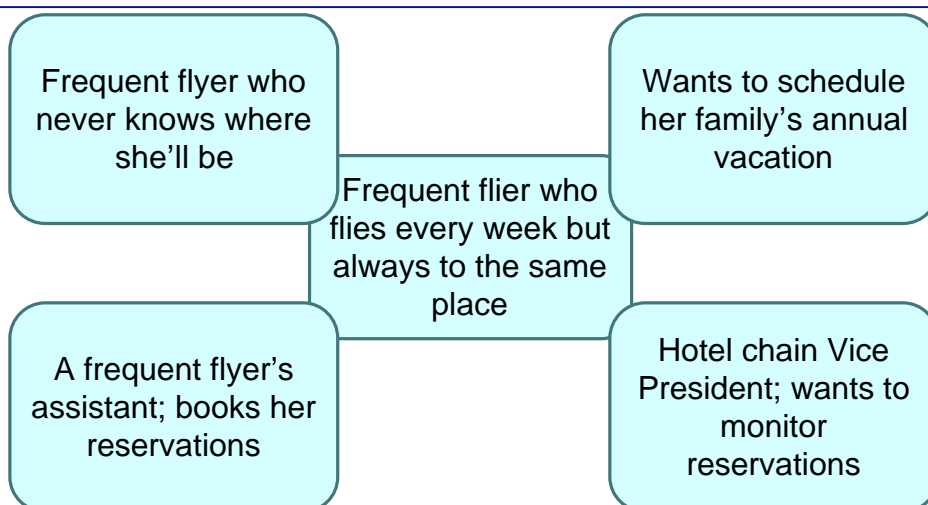 Frequent flyer who
never knows where
she'll be
Wants to schedule
her family's annual
vacation
Frequent flier who
flies every week but
always to the same
place
A frequent flyer's
assistant; books her
reservations
Hotel chain Vice
President; wants to
monitor
reservations